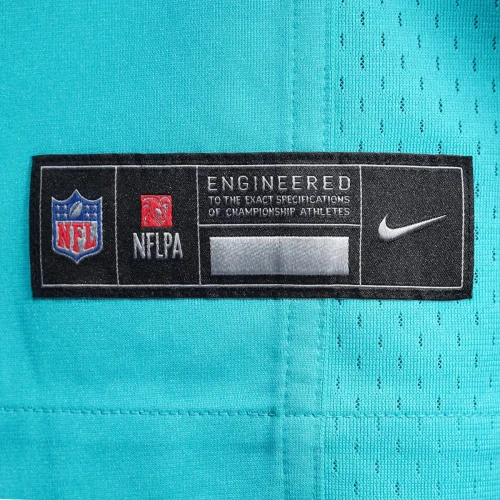 NFL
NFLPA
ENGINEERED
TO THE EXACT SPECIFICATIONS
OF CHAMPIONSHIP ATHLETES